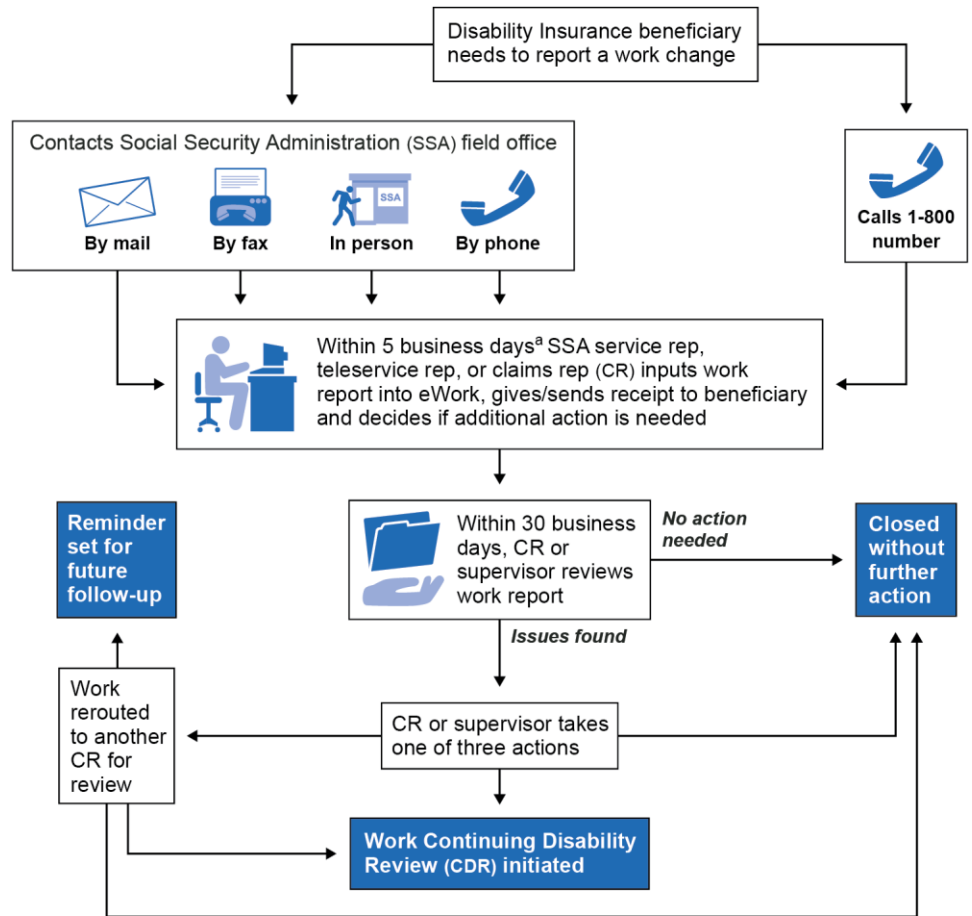 Disability Insurance beneficiary
needs to report a work change
Contacts Social Security Administration (SSA) field office
SSA
By mail
By fax
In person
By phone
Calls 1-800
number
Within 5 business daysᵃ SSA service rep,
teleservice rep, or claims rep (CR) inputs work
report into eWork, gives/sends receipt to beneficiary
and decides if additional action is needed
Reminder
set for
future
follow-up
Within 30 business
days, CR or
supervisor reviews
work report
No action
needed
Closed
without
further
action
Issues found
Work
rerouted
to another
CR for
review
CR or supervisor takes
one of three actions
Work Continuing Disability
Review (CDR) initiated